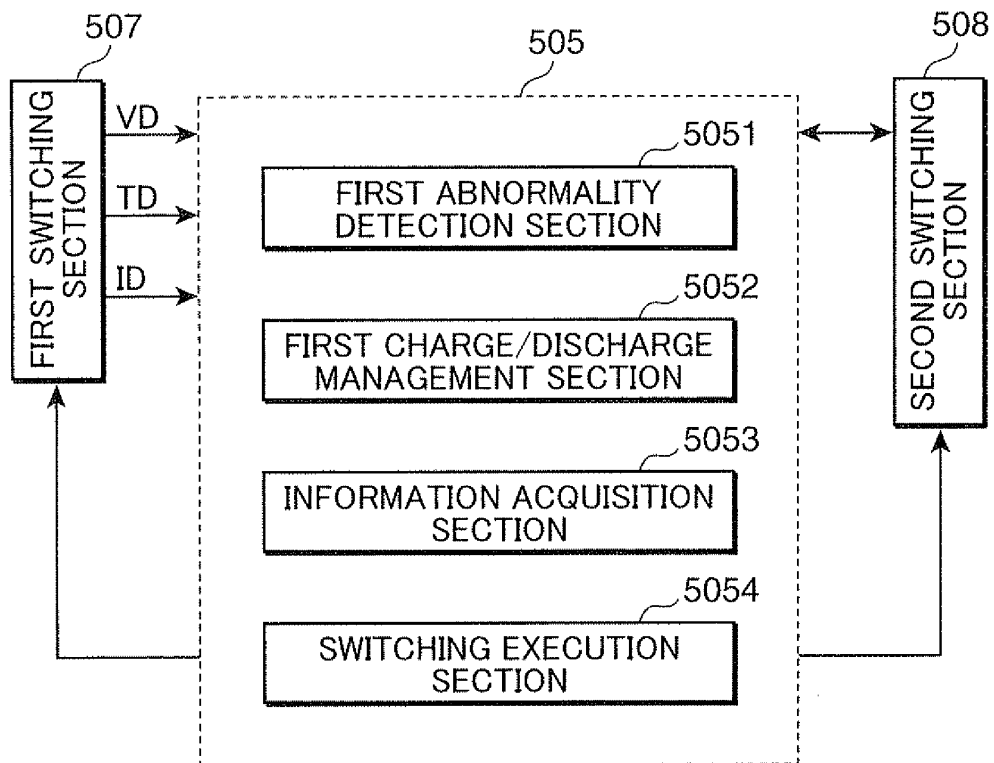 507
505
508
FIRST SWITCHING
SECTION
VD
TD
ID
5051
FIRST ABNORMALITY
DETECTION SECTION
5052
FIRST CHARGE/DISCHARGE
MANAGEMENT SECTION
5053
INFORMATION ACQUISITION
SECTION
5054
SWITCHING EXECUTION
SECTION
SECOND SWITCHING
SECTION